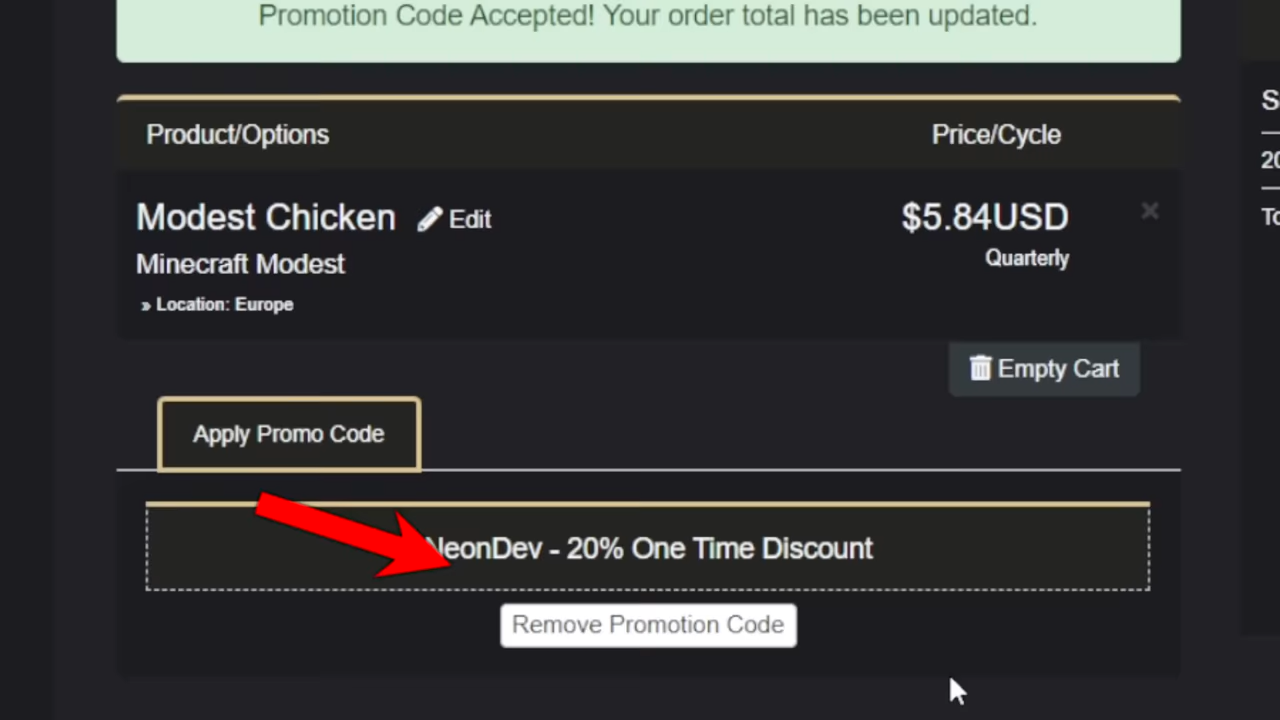 Promotion Code Accepted! Your order total has been updated.
Product/Options Price/Cycle
Modest Chicken Edit $5.84USD
Minecraft Modest Quarterly
» Location: Europe
Empty Cart
Apply Promo Code
NeonDev - 20% One Time Discount
Remove Promotion Code